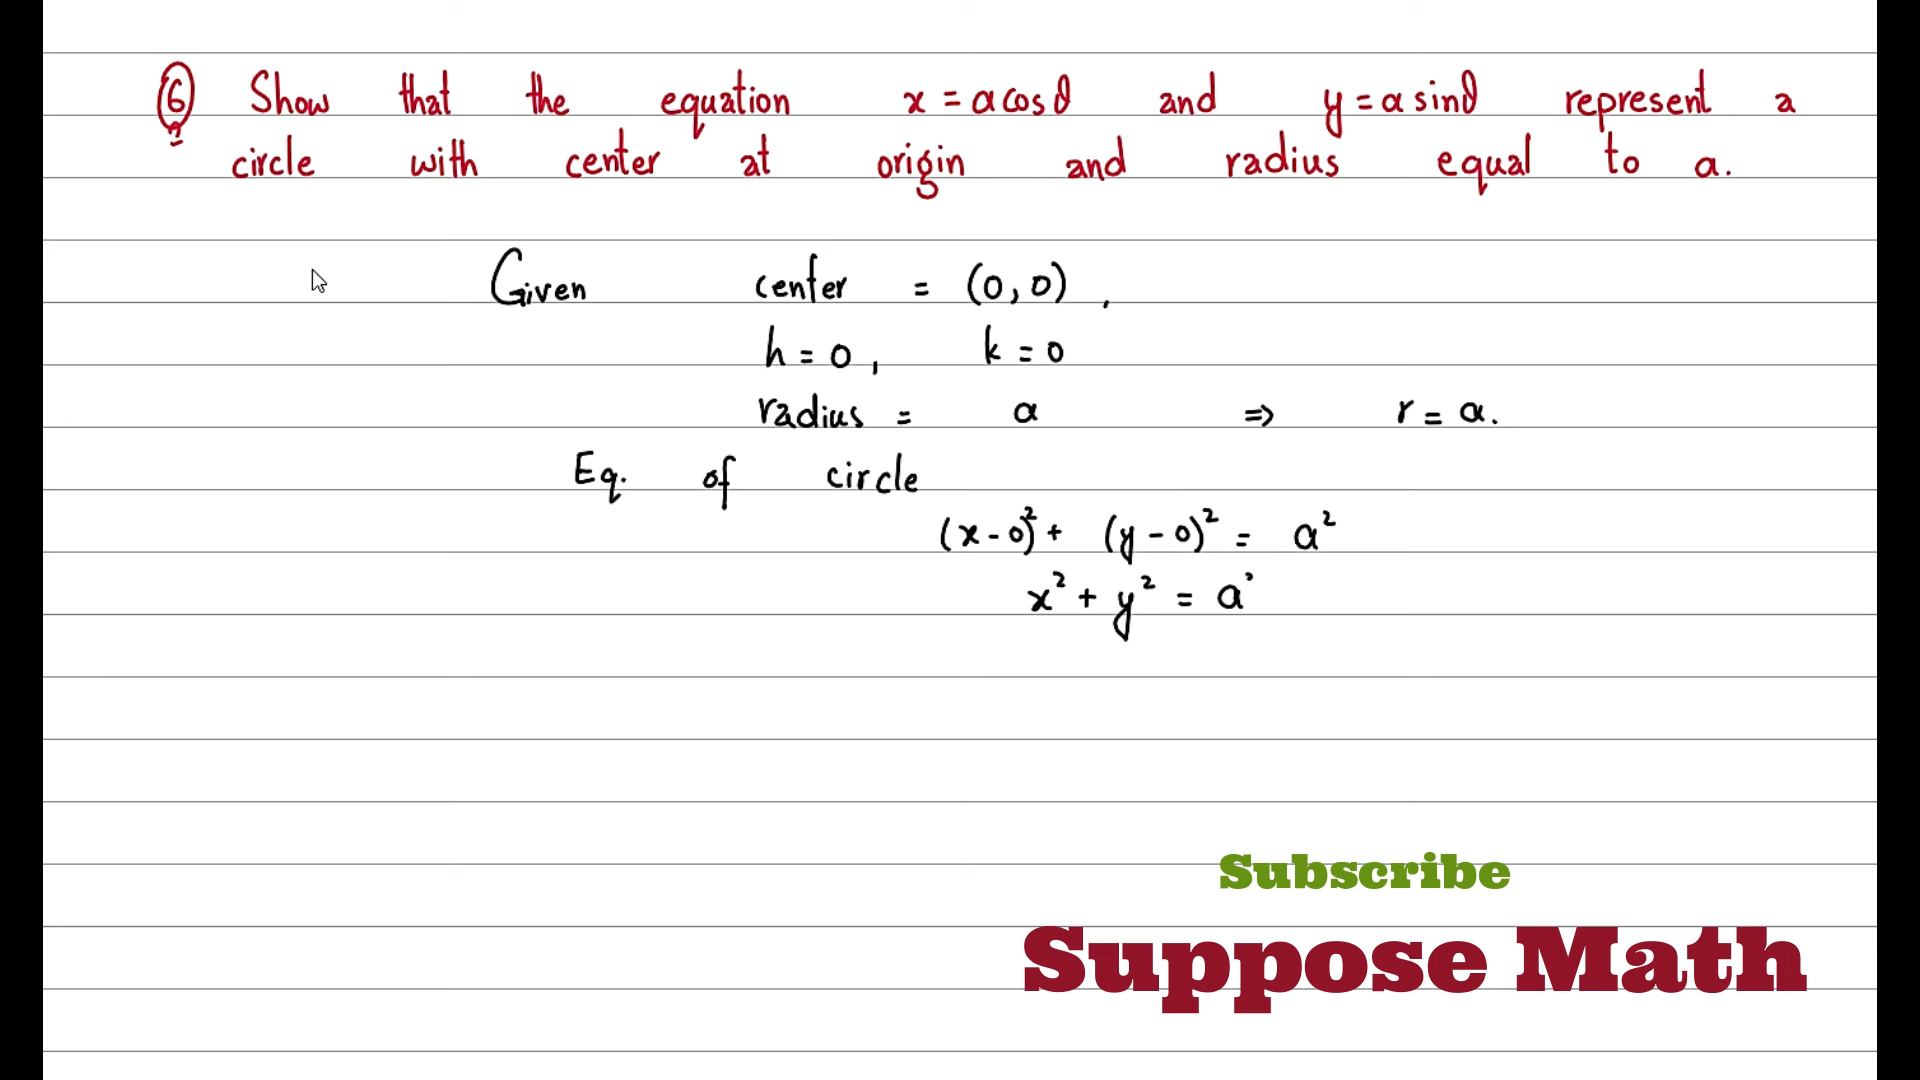 6 Show that the equation x = a cos θ and y = a sin θ represent a
circle with center at origin and radius equal to a.
Given center = (0,0),
h = 0, k = 0
radius = a ⇒ r = a.
Eq. of circle
(x - 0)² + (y - 0)² = a²
x² + y² = a²
Subscribe
Suppose Math